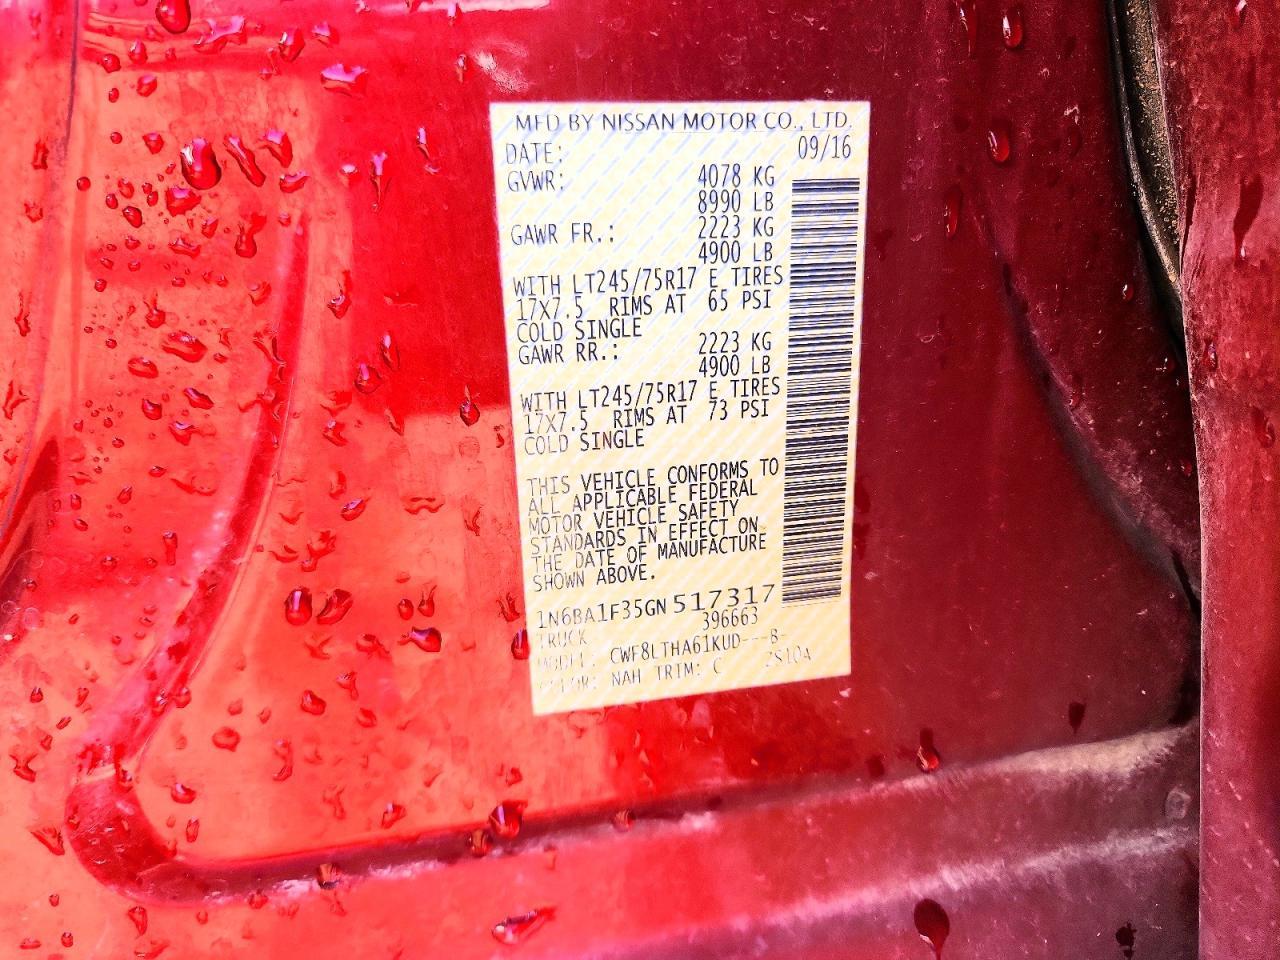 MFD BY NISSAN MOTOR CO., LTD.
DATE: 09/16
GVWR: 4078 KG
8990 LB
GAWR FR.: 2223 KG
4900 LB
WITH LT245/75R17 E TIRES
17X7.5 RIMS AT 65 PSI
COLD SINGLE
GAWR RR.: 2223 KG
4900 LB
WITH LT245/75R17 E TIRES
17X7.5 RIMS AT 73 PSI
COLD SINGLE
THIS VEHICLE CONFORMS TO
ALL APPLICABLE FEDERAL
MOTOR VEHICLE SAFETY
STANDARDS IN EFFECT ON
THE DATE OF MANUFACTURE
SHOWN ABOVE.
1N6BA1F35GN517317
TRUCK 396663
MODEL: CWF8LTHA61KUD---B-
COLOR: NAH TRIM: C 2S10A